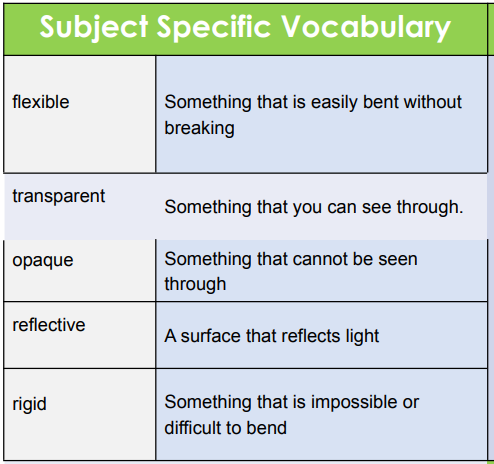 Subject Specific Vocabulary
flexible
Something that is easily bent without
breaking
transparent
Something that you can see through.
opaque
Something that cannot be seen
through
reflective
A surface that reflects light
rigid
Something that is impossible or
difficult to bend